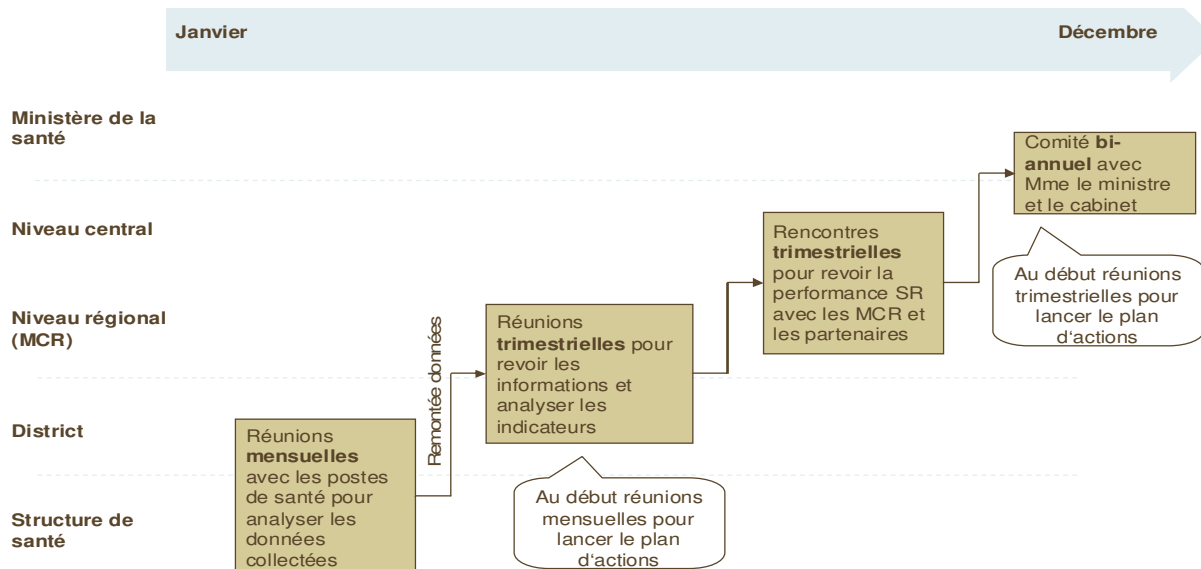 Janvier
Décembre
Ministère de la
santé
Comité bi-
annuel avec
Mme le ministre
et le cabinet
Niveau central
Rencontres
trimestrielles
pour revoir la
performance SR
avec les MCR et
les partenaires
Au début réunions
trimestrielles pour
lancer le plan
d‘actions
Niveau régional
(MCR)
Réunions
trimestrielles pour
revoir les
informations et
analyser les
indicateurs
Remontée données
District
Réunions
mensuelles
avec les postes
de santé pour
analyser les
données
collectées
Au début réunions
mensuelles pour
lancer le plan
d‘actions
Structure de
santé